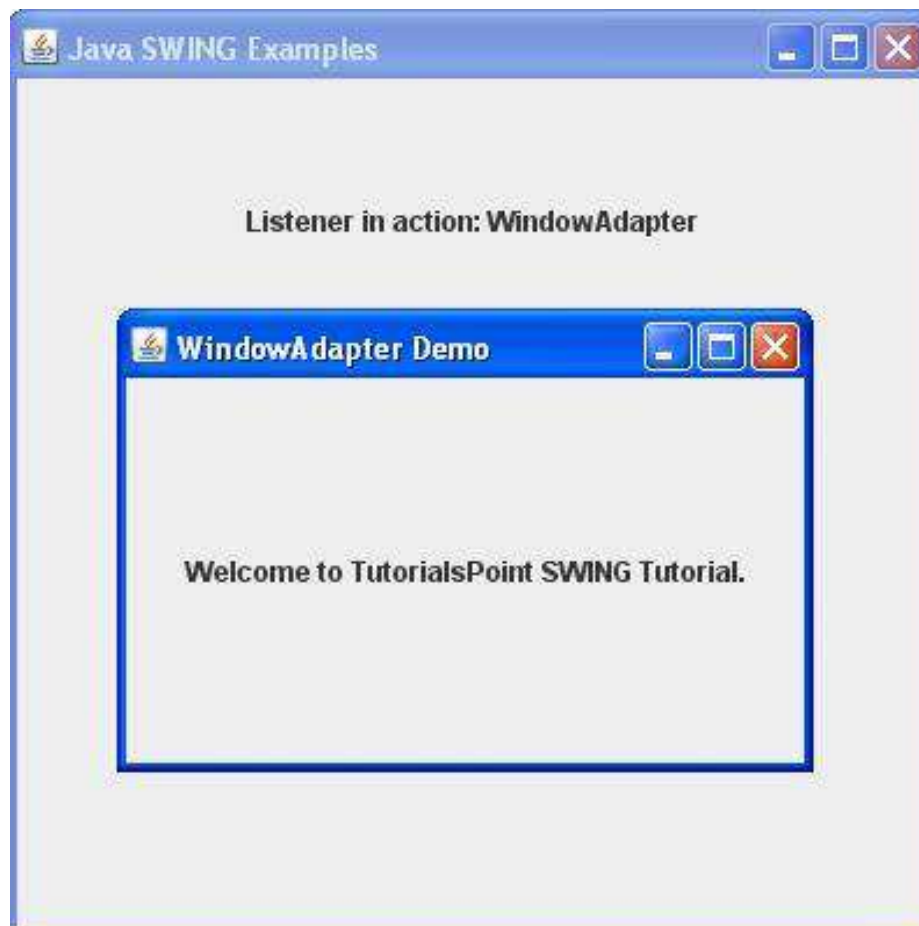 Java SWING Examples
Listener in action: WindowAdapter
WindowAdapter Demo
Welcome to TutorialsPoint SWING Tutorial.